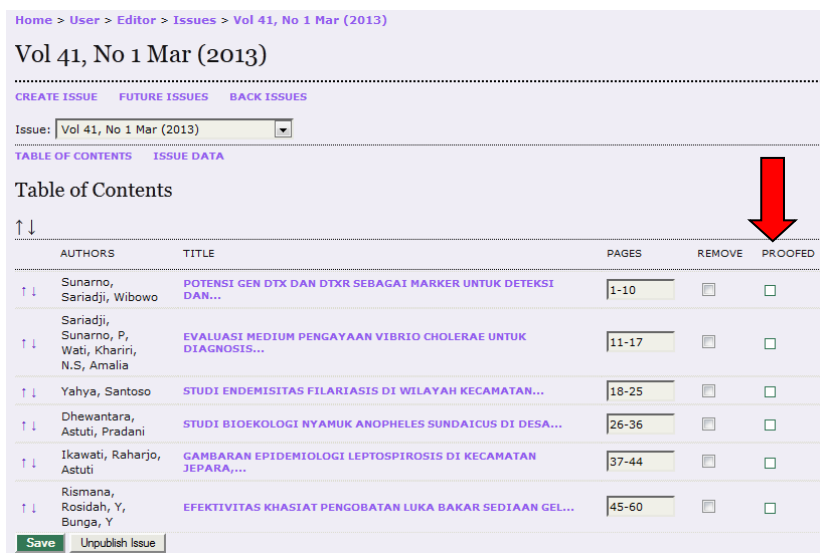 Home > User > Editor > Issues > Vol 41, No 1 Mar (2013)
Vol 41, No 1 Mar (2013)
CREATE ISSUE FUTURE ISSUES BACK ISSUES
Issue: Vol 41, No 1 Mar (2013)
TABLE OF CONTENTS ISSUE DATA
Table of Contents
↑↓
AUTHORS TITLE PAGES REMOVE PROOFED
↑↓ Sunarno, Sariadji, Wibowo POTENSI GEN DTX DAN DTXR SEBAGAI MARKER UNTUK DETEKSI DAN... 1-10
↑↓ Sariadji, Sunarno, P, Wati, Khariri, N.S, Amalia EVALUASI MEDIUM PENGAYAAN VIBRIO CHOLERAE UNTUK DIAGNOSIS... 11-17
↑↓ Yahya, Santoso STUDI ENDEMISITAS FILARIASIS DI WILAYAH KECAMATAN... 18-25
↑↓ Dhewantara, Astuti, Pradani STUDI BIOEKOLOGI NYAMUK ANOPHELES SUNDAICUS DI DESA... 26-36
↑↓ Ikawati, Raharjo, Astuti GAMBARAN EPIDEMIOLOGI LEPTOSPIROSIS DI KECAMATAN JEPARA,... 37-44
↑↓ Rismana, Rosidah, Y, Bunga, Y EFEKTIVITAS KHASIAT PENGOBATAN LUKA BAKAR SEDIAAN GEL... 45-60
Save Unpublish Issue